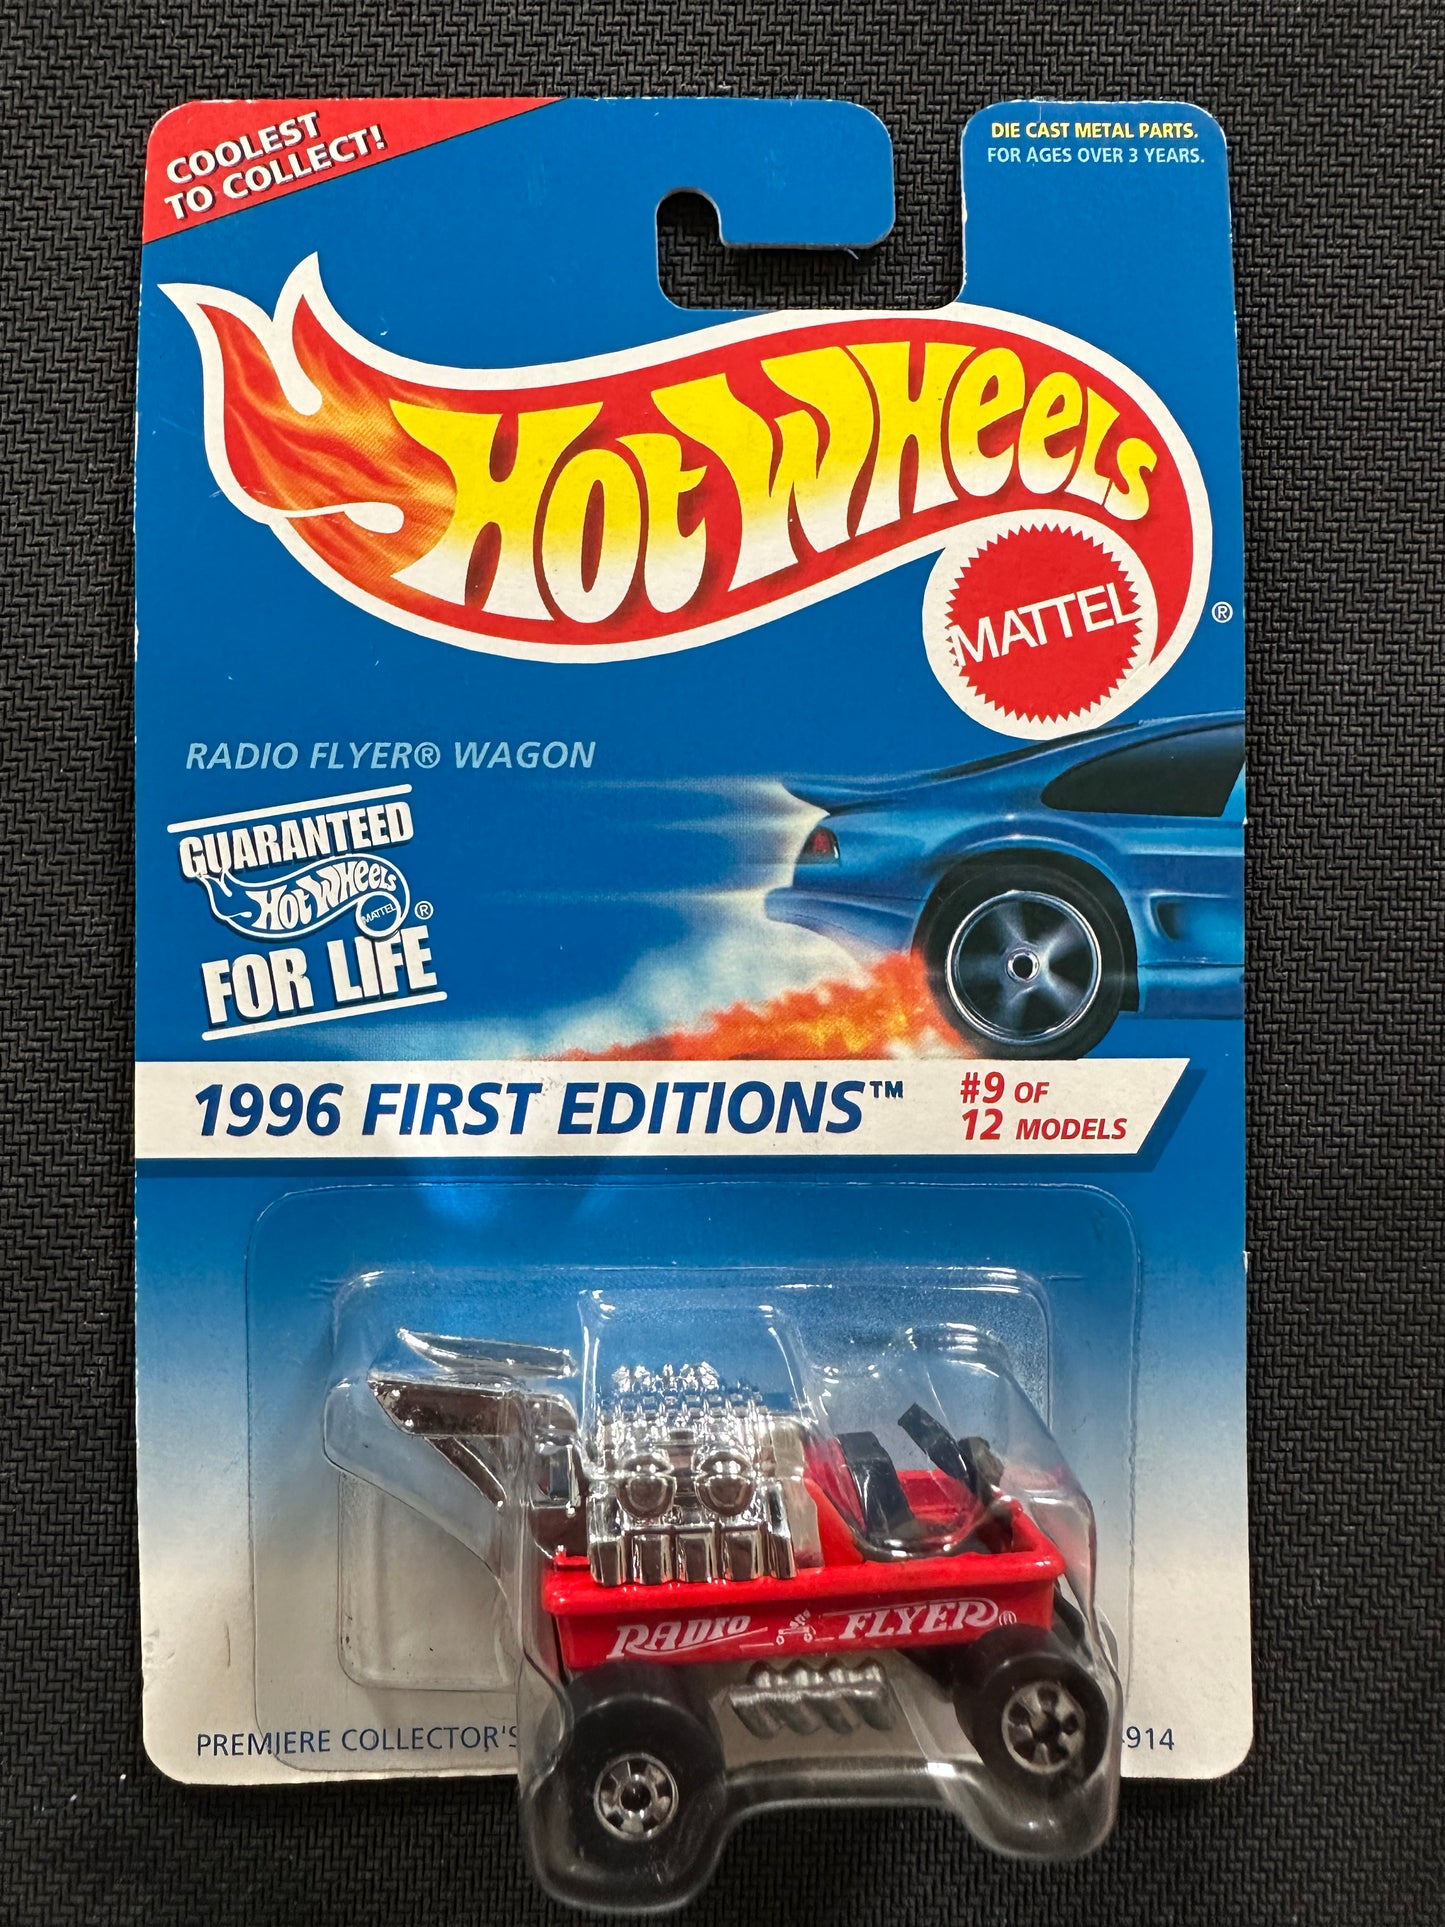 COOLEST
TO COLLECT!
DIE CAST METAL PARTS.
FOR AGES OVER 3 YEARS.
HOT WHEELS
MATTEL
®
RADIO FLYER® WAGON
GUARANTEED
HOT WHEELS
MATTEL ®
FOR LIFE
1996 FIRST EDITIONS™
#9 OF
12 MODELS
RADIO FLYER®
PREMIERE COLLECTOR'S
914